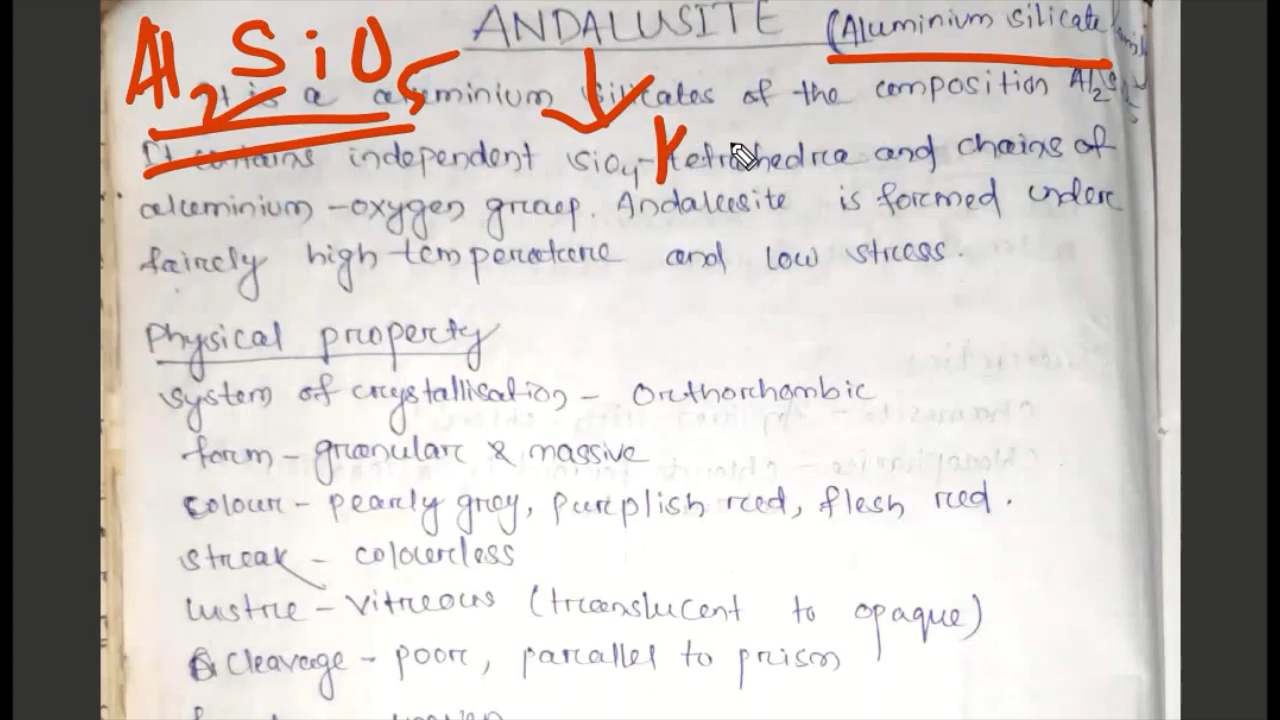 ANDALUSITE (Aluminium silicate
Al2SiO5
It is a aluminium silicates of the composition
It contains independent SiO4-tetrahedra and chains of
aluminium-oxygen group. Andalusite is formed under
fairely high temperature and low stress.
Physical property
system of crystallisation - Orthorhombic
form - granular & massive
colour - pearly grey, purplish red, flesh red.
streak - colourless
lustre - vitreous (translucent to opaque)
Cleavage - poor, parallel to prism